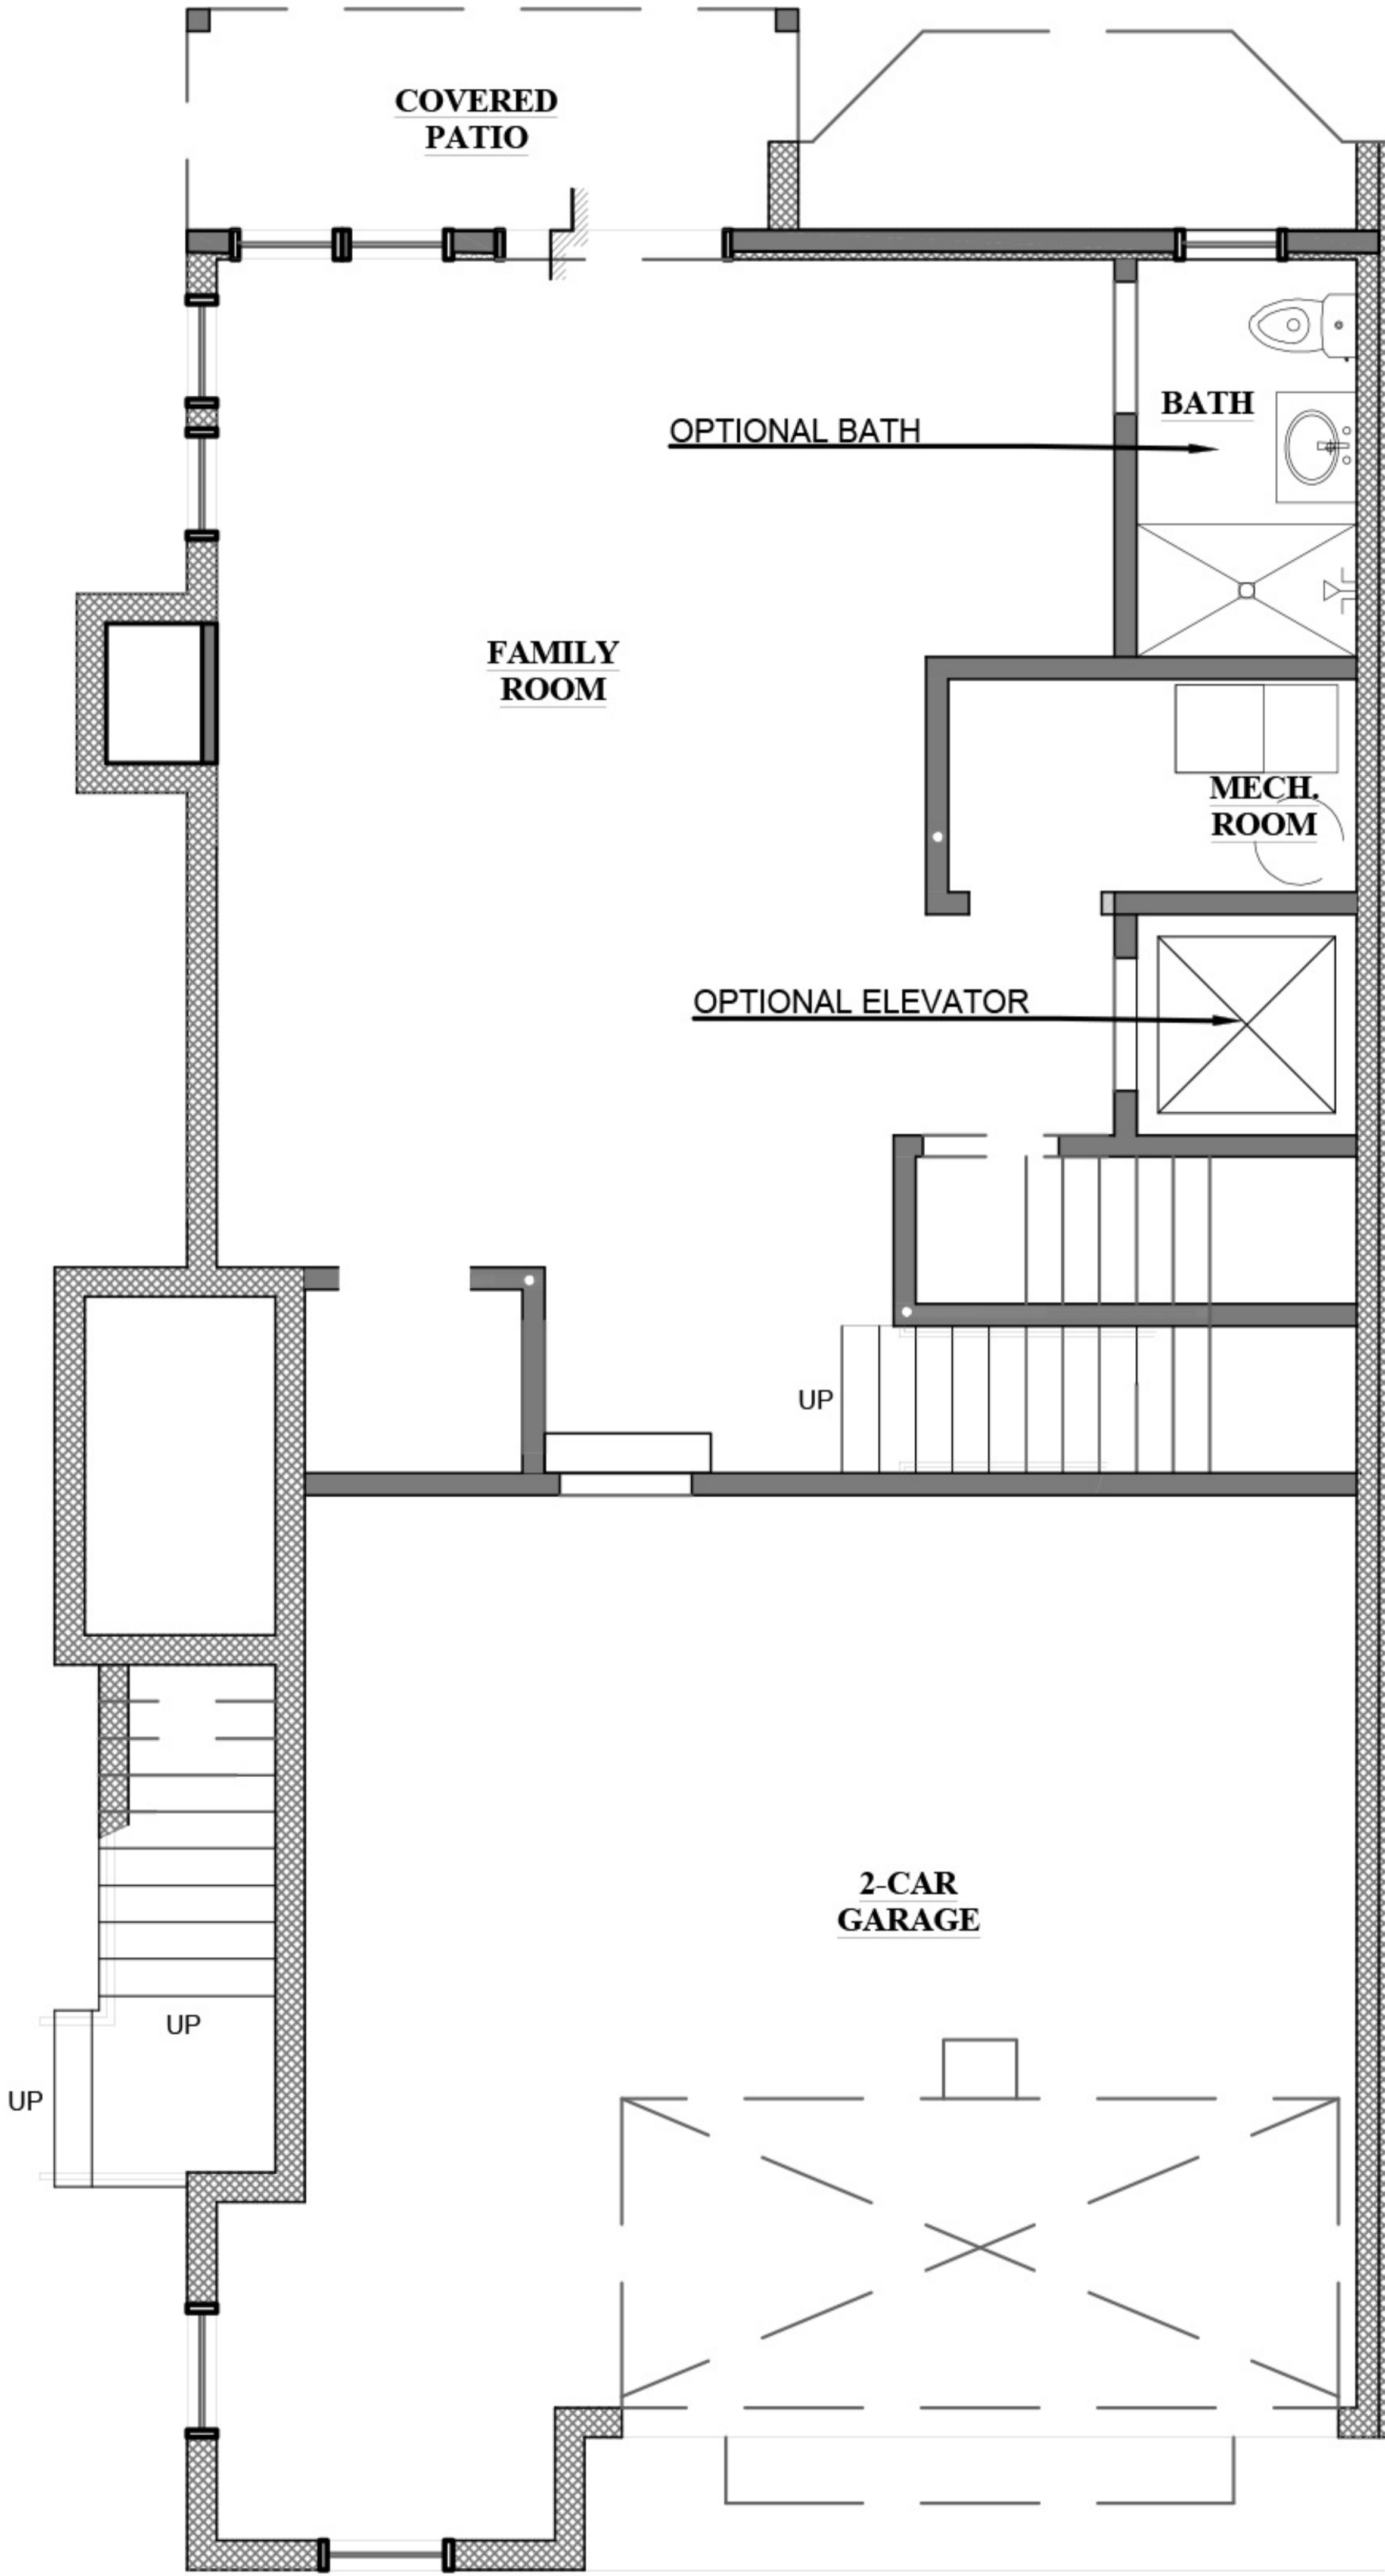 COVERED
PATIO
BATH
OPTIONAL BATH
FAMILY
ROOM
MECH.
ROOM
OPTIONAL ELEVATOR
UP
2-CAR
GARAGE
UP
UP